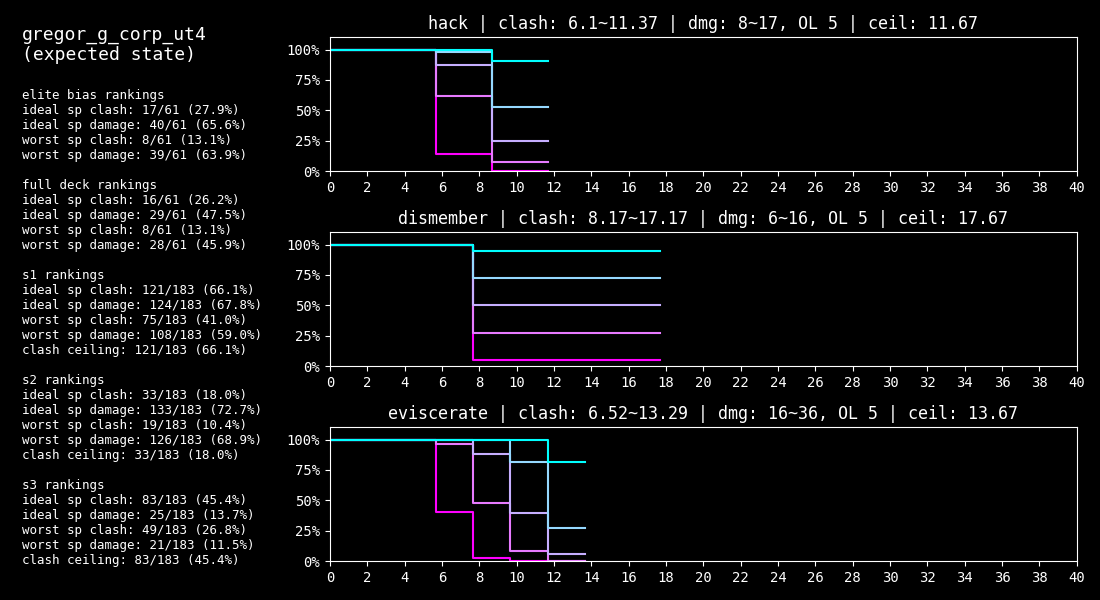 gregor_g_corp_ut4
(expected state)
elite bias rankings
ideal sp clash: 17/61 (27.9%)
ideal sp damage: 40/61 (65.6%)
worst sp clash: 8/61 (13.1%)
worst sp damage: 39/61 (63.9%)
full deck rankings
ideal sp clash: 16/61 (26.2%)
ideal sp damage: 29/61 (47.5%)
worst sp clash: 8/61 (13.1%)
worst sp damage: 28/61 (45.9%)
s1 rankings
ideal sp clash: 121/183 (66.1%)
ideal sp damage: 124/183 (67.8%)
worst sp clash: 75/183 (41.0%)
worst sp damage: 108/183 (59.0%)
clash ceiling: 121/183 (66.1%)
s2 rankings
ideal sp clash: 33/183 (18.0%)
ideal sp damage: 133/183 (72.7%)
worst sp clash: 19/183 (10.4%)
worst sp damage: 126/183 (68.9%)
clash ceiling: 33/183 (18.0%)
s3 rankings
ideal sp clash: 83/183 (45.4%)
ideal sp damage: 25/183 (13.7%)
worst sp clash: 49/183 (26.8%)
worst sp damage: 21/183 (11.5%)
clash ceiling: 83/183 (45.4%)
hack | clash: 6.1~11.37 | dmg: 8~17, OL 5 | ceil: 11.67
100%
75%
50%
25%
0%
0 2 4 6 8 10 12 14 16 18 20 22 24 26 28 30 32 34 36 38 40
dismember | clash: 8.17~17.17 | dmg: 6~16, OL 5 | ceil: 17.67
100%
75%
50%
25%
0%
0 2 4 6 8 10 12 14 16 18 20 22 24 26 28 30 32 34 36 38 40
eviscerate | clash: 6.52~13.29 | dmg: 16~36, OL 5 | ceil: 13.67
100%
75%
50%
25%
0%
0 2 4 6 8 10 12 14 16 18 20 22 24 26 28 30 32 34 36 38 40